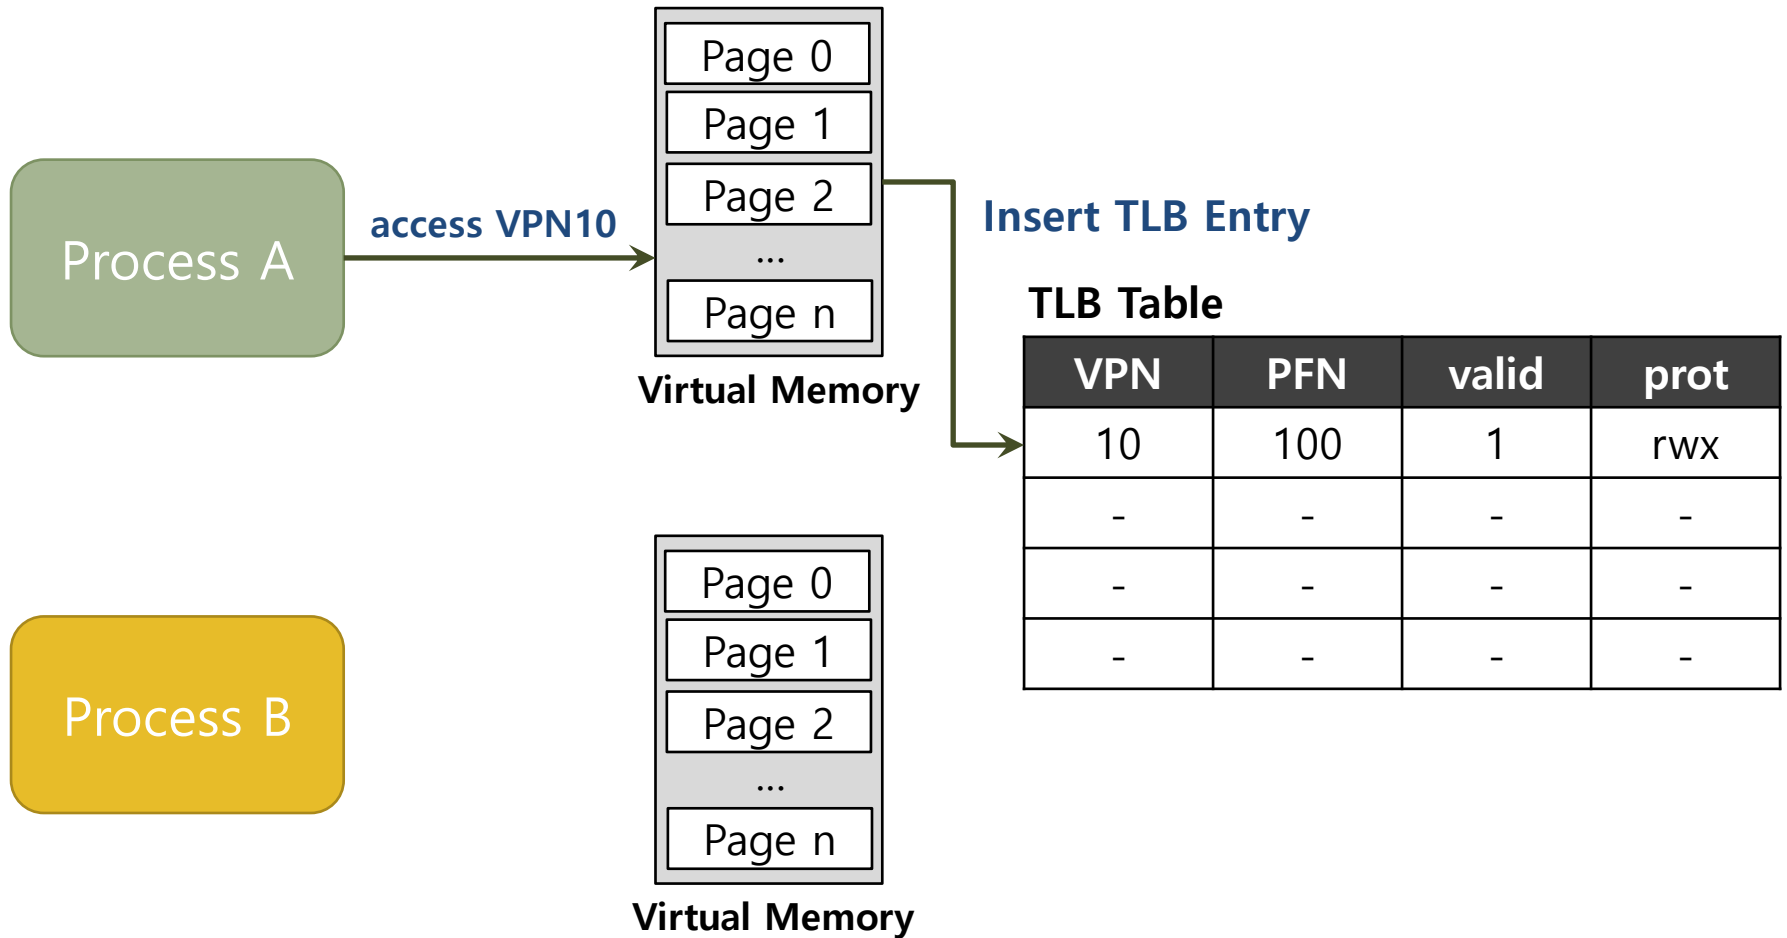 Process A
access VPN10
Page 0
Page 1
Page 2
...
Page n
Virtual Memory
Insert TLB Entry
TLB Table
VPN PFN valid prot
10 100 1 rwx
- - - -
- - - -
- - - -
Process B
Page 0
Page 1
Page 2
...
Page n
Virtual Memory